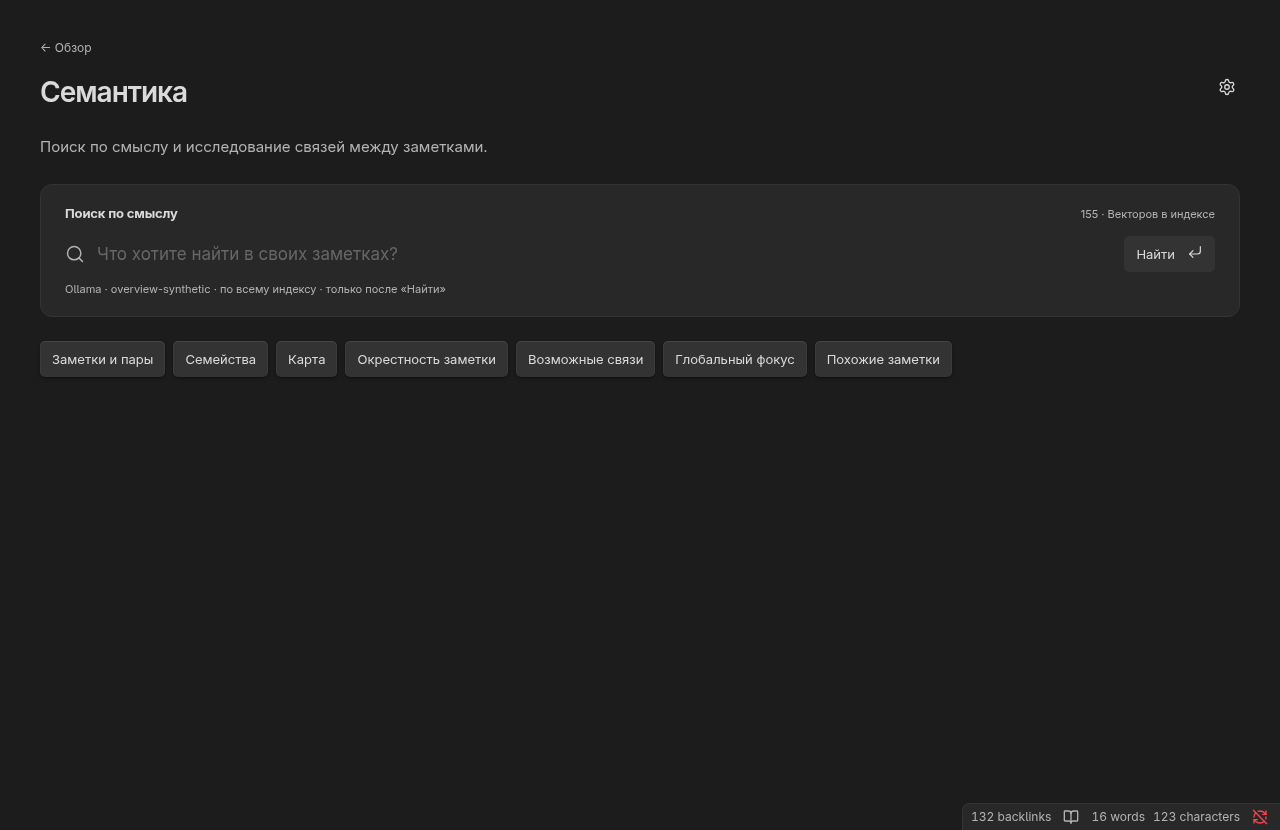 ← Обзор
Семантика
Поиск по смыслу и исследование связей между заметками.
Поиск по смыслу
155 · Векторов в индексе
Что хотите найти в своих заметках?
Найти
Ollama · overview-synthetic · по всему индексу · только после «Найти»
Заметки и пары
Семейства
Карта
Окрестность заметки
Возможные связи
Глобальный фокус
Похожие заметки
132 backlinks
16 words
123 characters